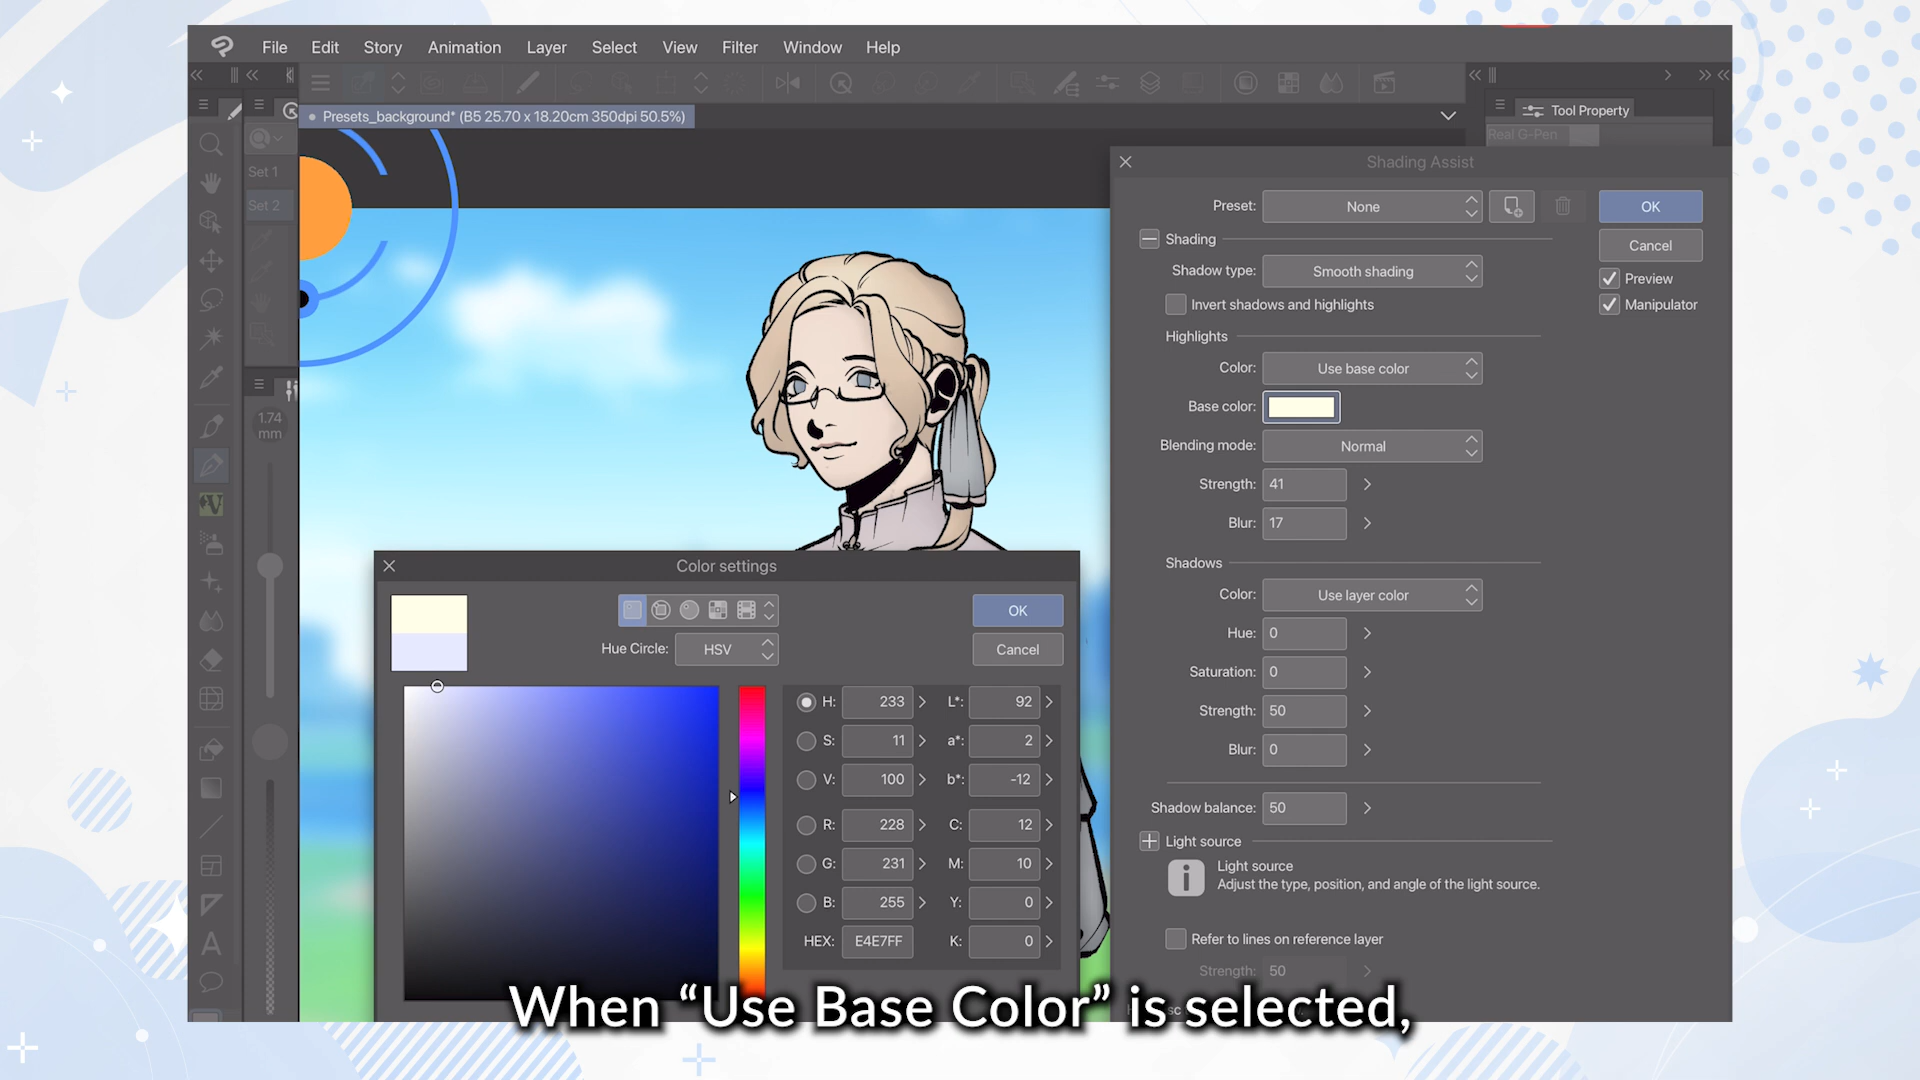 File Edit Story Animation Layer Select View Filter Window Help
Presets_background* (B5 25.70 x 18.20cm 350dpi 50.5%)
Tool Property
Real G-Pen
Set 1
Set 2
1.74
mm
Shading Assist
Preset: None
OK
Cancel
Preview
Manipulator
Shading
Shadow type: Smooth shading
Invert shadows and highlights
Highlights
Color: Use base color
Base color:
Blending mode: Normal
Strength: 41
Blur: 17
Shadows
Color: Use layer color
Hue: 0
Saturation: 0
Strength: 50
Blur: 0
Shadow balance: 50
Light source
Light source
Adjust the type, position, and angle of the light source.
Refer to lines on reference layer
Strength: 50
Color settings
OK
Hue Circle: HSV
Cancel
H: 233 L*: 92
S: 11 a*: 2
V: 100 b*: -12
R: 228 C: 12
G: 231 M: 10
B: 255 Y: 0
HEX: E4E7FF K: 0
When “Use Base Color” is selected,